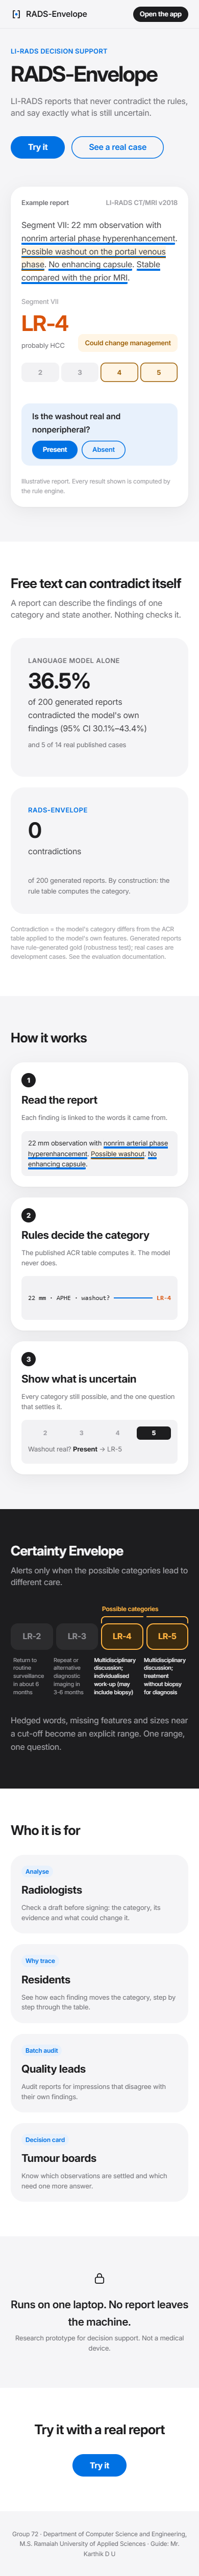 RADS-Envelope
Open the app
LI-RADS DECISION SUPPORT
RADS-Envelope
LI-RADS reports that never contradict the rules,
and say exactly what is still uncertain.
Try it
See a real case
Example report
LI-RADS CT/MRI v2018
Segment VII: 22 mm observation with
nonrim arterial phase hyperenhancement.
Possible washout on the portal venous
phase. No enhancing capsule. Stable
compared with the prior MRI.
Segment VII
LR-4
probably HCC
Could change management
2 3 4 5
Is the washout real and
nonperipheral?
Present
Absent
Illustrative report. Every result shown is computed by
the rule engine.
Free text can contradict itself
A report can describe the findings of one
category and state another. Nothing checks it.
LANGUAGE MODEL ALONE
36.5%
of 200 generated reports
contradicted the model's own
findings (95% CI 30.1%–43.4%)
and 5 of 14 real published cases
RADS-ENVELOPE
0
contradictions
of 200 generated reports. By construction: the
rule table computes the category.
Contradiction = the model's category differs from the ACR
table applied to the model's own features. Generated reports
have rule-generated gold (robustness test); real cases are
development cases. See the evaluation documentation.
How it works
1
Read the report
Each finding is linked to the words it came from.
22 mm observation with nonrim arterial phase
hyperenhancement. Possible washout. No
enhancing capsule.
2
Rules decide the category
The published ACR table computes it. The model
never does.
22 mm · APHE · washout? LR-4
3
Show what is uncertain
Every category still possible, and the one question
that settles it.
2 3 4 5
Washout real? Present → LR-5
Certainty Envelope
Alerts only when the possible categories lead to
different care.
Possible categories
LR-2 LR-3 LR-4 LR-5
Return to
routine
surveillance
in about 6
months
Repeat or
alternative
diagnostic
imaging in
3-6 months
Multidisciplinary
discussion;
individualised
work-up (may
include biopsy)
Multidisciplinary
discussion;
treatment
without biopsy
for diagnosis
Hedged words, missing features and sizes near
a cut-off become an explicit range. One range,
one question.
Who it is for
Analyse
Radiologists
Check a draft before signing: the category, its
evidence and what could change it.
Why trace
Residents
See how each finding moves the category, step by
step through the table.
Batch audit
Quality leads
Audit reports for impressions that disagree with
their own findings.
Decision card
Tumour boards
Know which observations are settled and which
need one more answer.
Runs on one laptop. No report leaves
the machine.
Research prototype for decision support. Not a medical
device.
Try it with a real report
Try it
Group 72 · Department of Computer Science and Engineering,
M.S. Ramaiah University of Applied Sciences · Guide: Mr.
Karthik D U